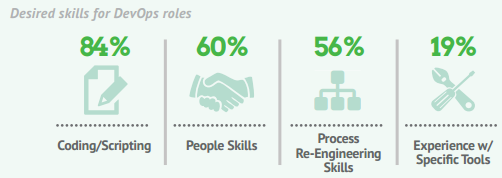 Desired skills for DevOps roles
84%
60%
56%
19%
Coding/Scripting
People Skills
Process
Re-Engineering
Skills
Experience w/
Specific Tools